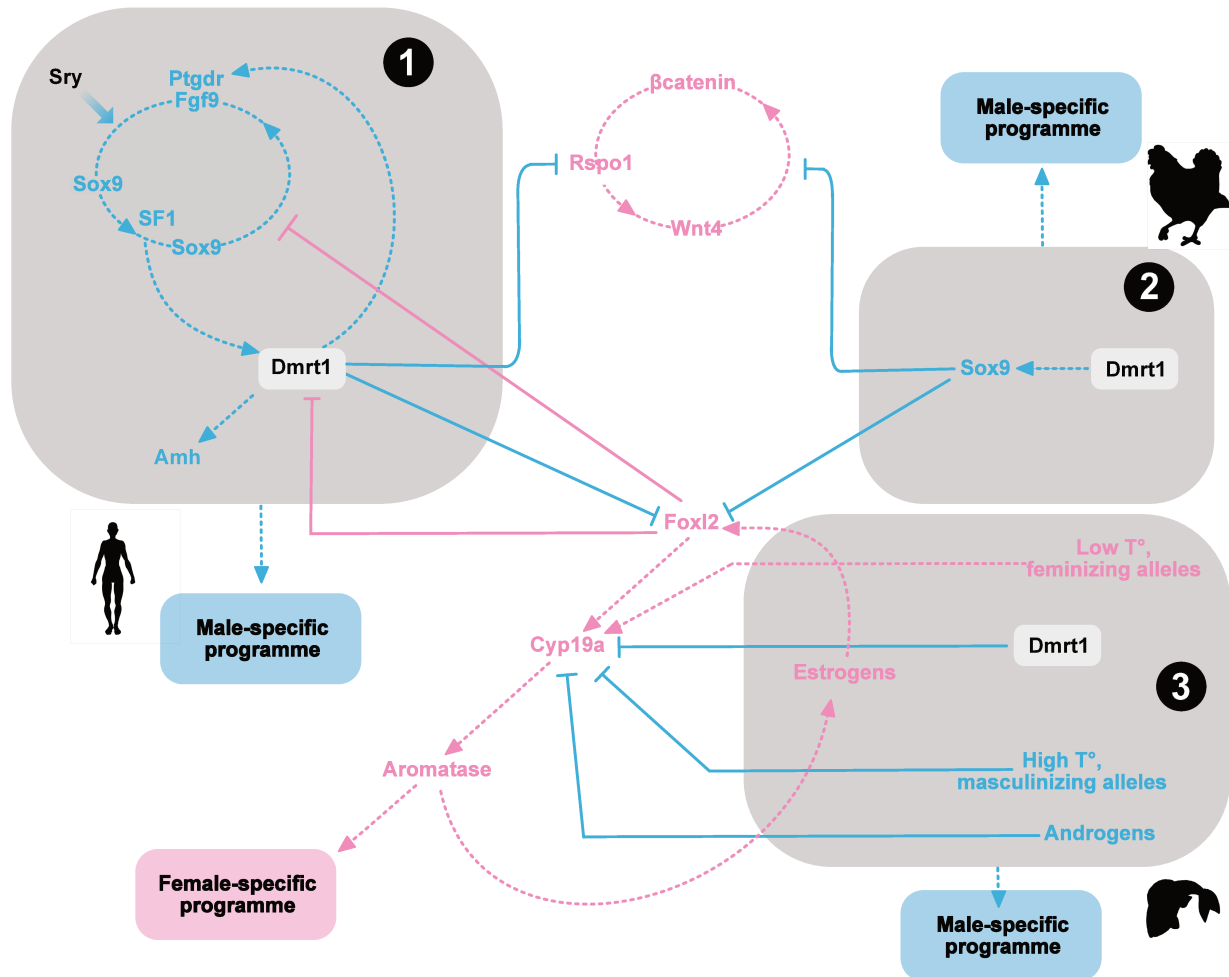 1
Sry
Ptgdr
Fgf9
Sox9
SF1
Sox9
Dmrt1
Amh
Male-specific
programme
βcatenin
Rspo1
Wnt4
Male-specific
programme
2
Sox9
Dmrt1
Foxl2
Low T°,
feminizing alleles
Cyp19a
Dmrt1
Estrogens
3
Aromatase
High T°,
masculinizing alleles
Androgens
Female-specific
programme
Male-specific
programme